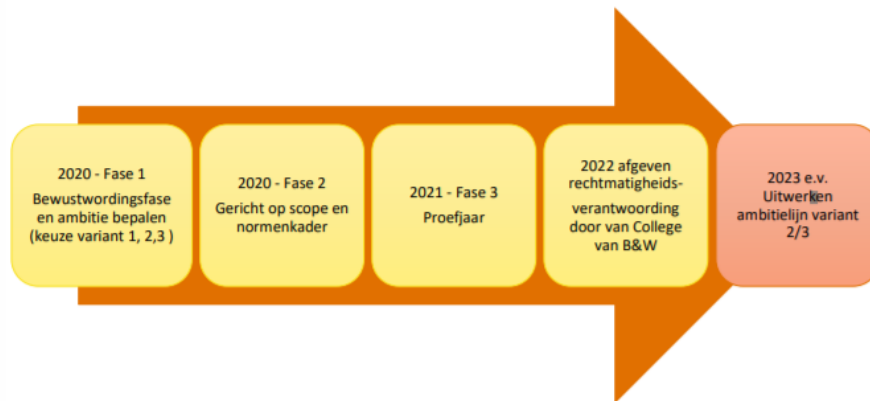 2020 - Fase 1
Bewustwordingsfase
en ambitie bepalen
(keuze variant 1, 2,3 )
2020 - Fase 2
Gericht op scope en
normenkader
2021 - Fase 3
Proefjaar
2022 afgeven
rechtmatigheids-
verantwoording
door van College
van B&W
2023 e.v.
Uitwerken
ambitielijn variant
2/3